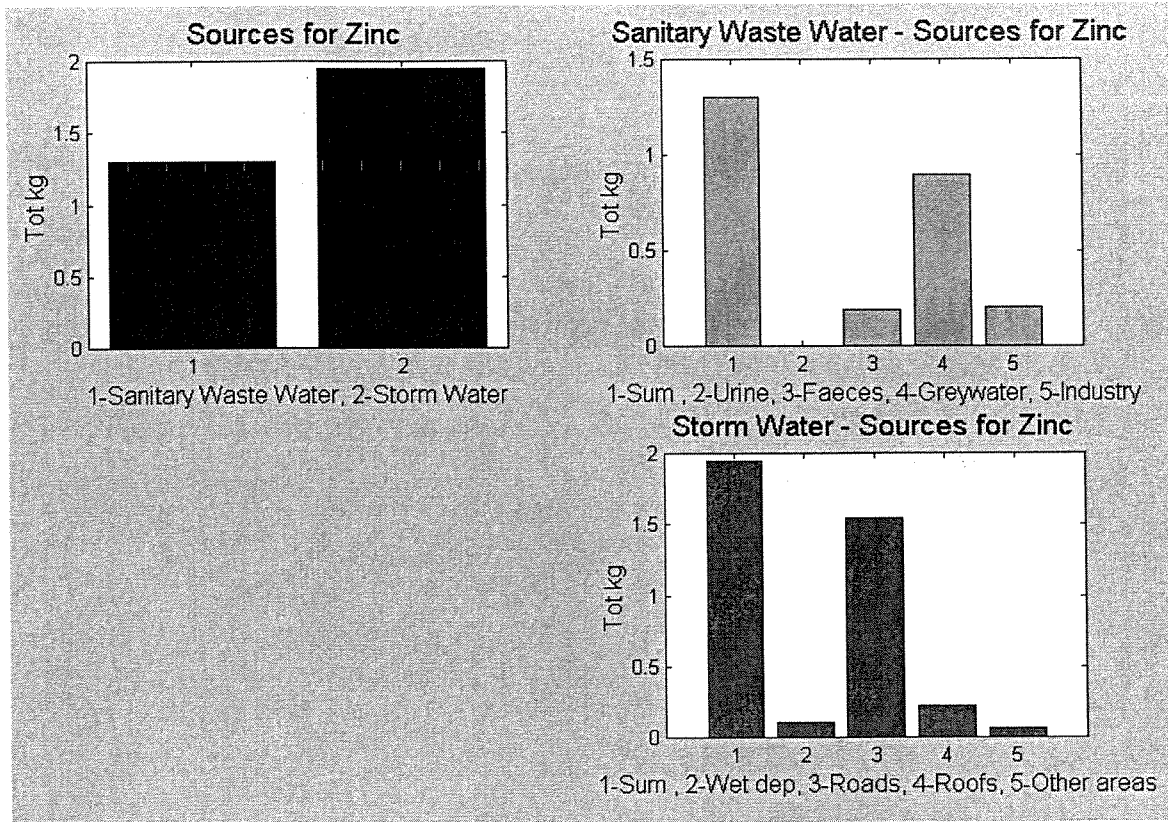 Sources for Zinc
2
1.5
1
0.5
0
Tot kg
1 2
1-Sanitary Waste Water, 2-Storm Water
Sanitary Waste Water - Sources for Zinc
1.5
1
0.5
0
Tot kg
1 2 3 4 5
1-Sum , 2-Urine, 3-Faeces, 4-Greywater, 5-Industry
Storm Water - Sources for Zinc
2
1.5
1
0.5
0
Tot kg
1 2 3 4 5
1-Sum , 2-Wet dep, 3-Roads, 4-Roofs, 5-Other areas